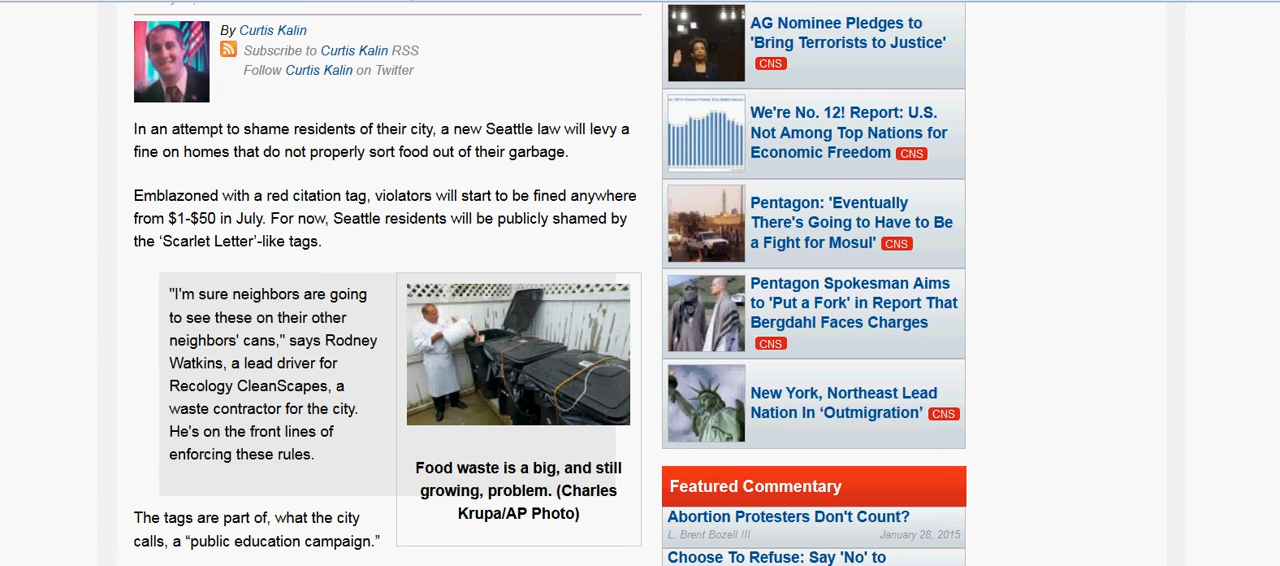 By Curtis Kalin
Subscribe to Curtis Kalin RSS
Follow Curtis Kalin on Twitter
In an attempt to shame residents of their city, a new Seattle law will levy a
fine on homes that do not properly sort food out of their garbage.
Emblazoned with a red citation tag, violators will start to be fined anywhere
from $1-$50 in July. For now, Seattle residents will be publicly shamed by
the ‘Scarlet Letter’-like tags.
"I'm sure neighbors are going
to see these on their other
neighbors' cans," says Rodney
Watkins, a lead driver for
Recology CleanScapes, a
waste contractor for the city.
He's on the front lines of
enforcing these rules.
Food waste is a big, and still
growing, problem. (Charles
Krupa/AP Photo)
The tags are part of, what the city
calls, a “public education campaign.”
AG Nominee Pledges to
'Bring Terrorists to Justice'
CNS
We're No. 12! Report: U.S.
Not Among Top Nations for
Economic Freedom CNS
Pentagon: 'Eventually
There's Going to Have to Be
a Fight for Mosul' CNS
Pentagon Spokesman Aims
to 'Put a Fork' in Report That
Bergdahl Faces Charges
CNS
New York, Northeast Lead
Nation In ‘Outmigration’ CNS
Featured Commentary
Abortion Protesters Don't Count?
L. Brent Bozell III January 28, 2015
Choose To Refuse: Say 'No' to